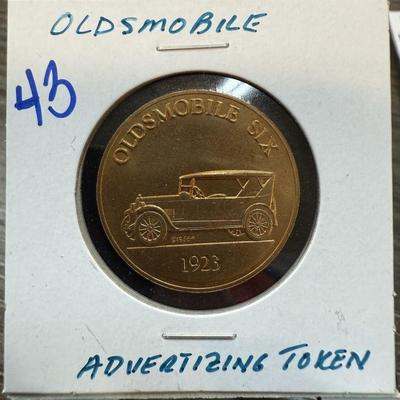 OLDSMOBILE
43
OLDSMOBILE SIX
1923
ADVERTIZING TOKEN